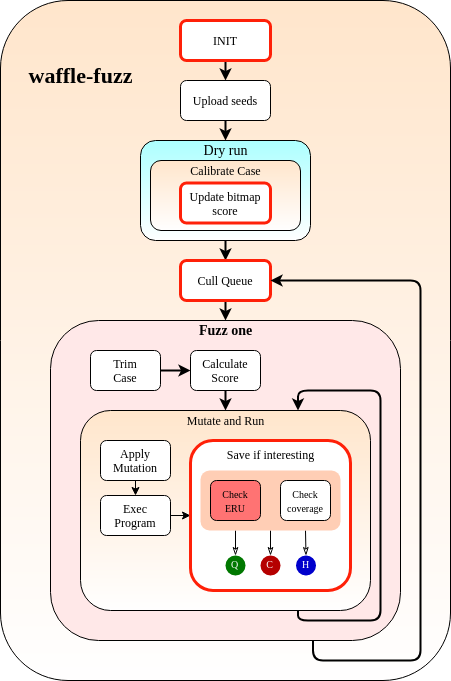 INIT
waffle-fuzz
Upload seeds
Dry run
Calibrate Case
Update bitmap
score
Cull Queue
Fuzz one
Trim
Case
Calculate
Score
Mutate and Run
Apply
Mutation
Exec
Program
Save if interesting
Check
ERU
Check
coverage
Q
C
H